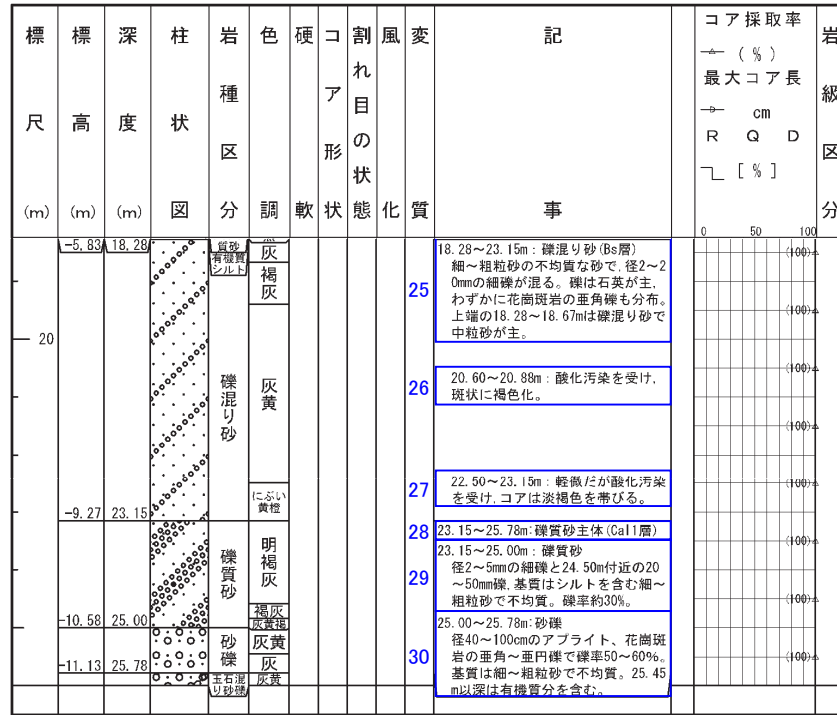 標尺(m)
標高(m)
深度(m)
柱状図
岩種区分
色調
硬軟
コア形状
割れ目の状態
風化
変質
記事
コア採取率
(%)
最大コア長
cm
R Q D
[%]
0 50 100
岩級区分
-5.83 18.28
質砂
有機質
シルト
灰
褐灰
20
礫混り砂
灰黄
にぶい
黄橙
-9.27 23.15
礫質砂
明褐灰
褐灰
灰黄褐
-10.58 25.00
砂礫
灰黄
灰
-11.13 25.78
玉石混
り砂礫
灰黄
25
18.28~23.15m:礫混り砂(Bs層)
細~粗粒砂の不均質な砂で,径2~2
0mmの細礫が混る。礫は石英が主,
わずかに花崗斑岩の亜角礫も分布。
上端の18.28~18.67mは礫混り砂で
中粒砂が主。
26
20.60~20.88m:酸化汚染を受け,
斑状に褐色化。
27
22.50~23.15m:軽微だが酸化汚染
を受け,コアは淡褐色を帯びる。
28
23.15~25.78m:礫質砂主体(Cal1層)
29
23.15~25.00m:礫質砂
径2~5mmの細礫と24.50m付近の20
~50mm礫,基質はシルトを含む細~
粗粒砂で不均質。礫率約30%。
30
25.00~25.78m:砂礫
径40~100cmのアプライト、花崗斑
岩の亜角~亜円礫で礫率50~60%。
基質は細~粗粒砂で不均質。25.45
m以深は有機質分を含む。
(100)
(100)
(100)
(100)
(100)
(100)
(100)
(100)